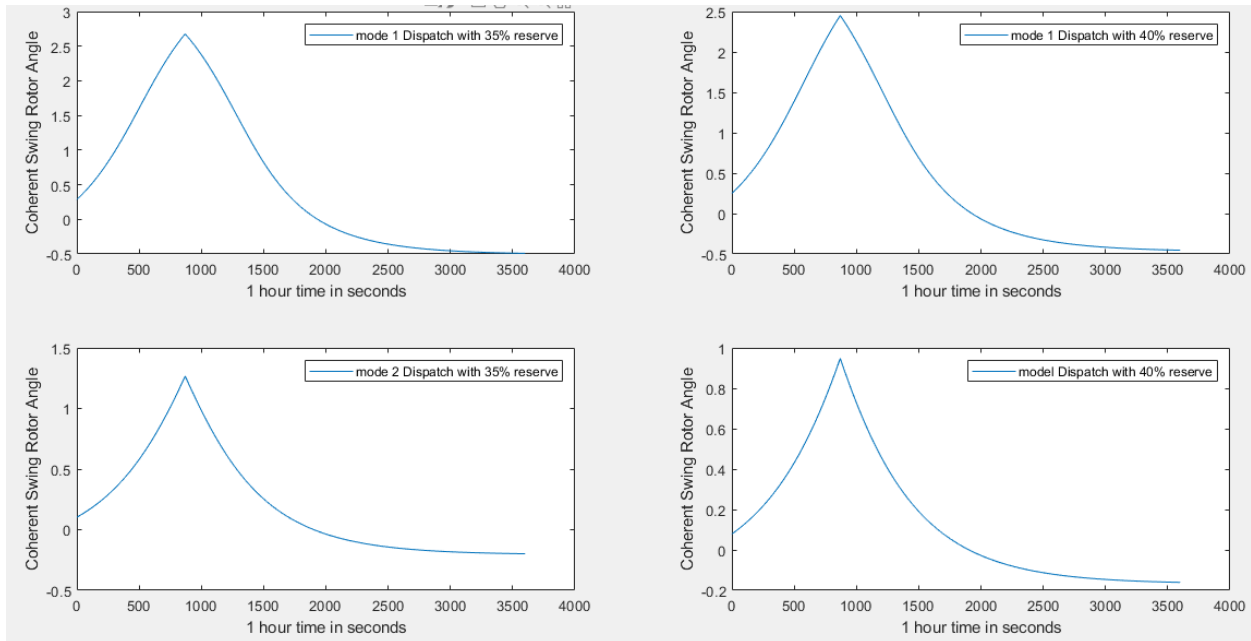 3
2.5
2
1.5
1
0.5
0
-0.5
Coherent Swing Rotor Angle
mode 1 Dispatch with 35% reserve
0 500 1000 1500 2000 2500 3000 3500 4000
1 hour time in seconds
2.5
2
1.5
1
0.5
0
-0.5
Coherent Swing Rotor Angle
mode 1 Dispatch with 40% reserve
0 500 1000 1500 2000 2500 3000 3500 4000
1 hour time in seconds
1.5
1
0.5
0
-0.5
Coherent Swing Rotor Angle
mode 2 Dispatch with 35% reserve
0 500 1000 1500 2000 2500 3000 3500 4000
1 hour time in seconds
1
0.8
0.6
0.4
0.2
0
-0.2
Coherent Swing Rotor Angle
model Dispatch with 40% reserve
0 500 1000 1500 2000 2500 3000 3500 4000
1 hour time in seconds